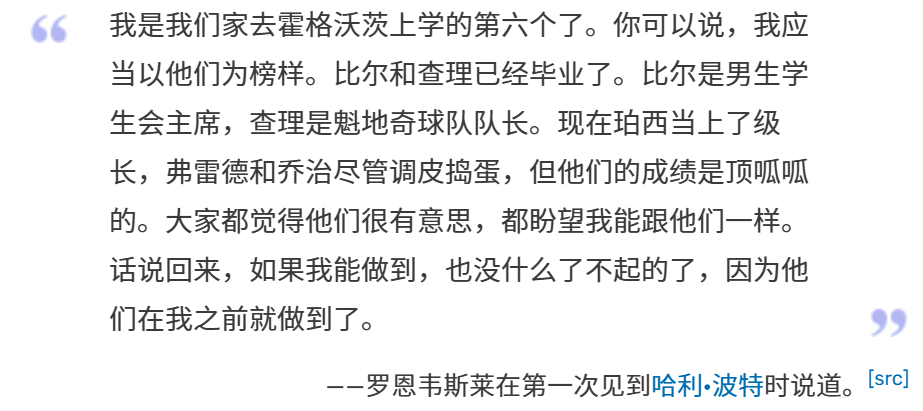 “ 我是我们家去霍格沃茨上学的第六个了。你可以说，我应
当以他们为榜样。比尔和查理已经毕业了。比尔是男生学
生会主席，查理是魁地奇球队队长。现在珀西当上了级
长，弗雷德和乔治尽管调皮捣蛋，但他们的成绩是顶呱呱
的。大家都觉得他们很有意思，都盼望我能跟他们一样。
话说回来，如果我能做到，也没什么了不起的了，因为他
们在我之前就做到了。 ”
——罗恩韦斯莱在第一次见到哈利•波特时说道。[src]